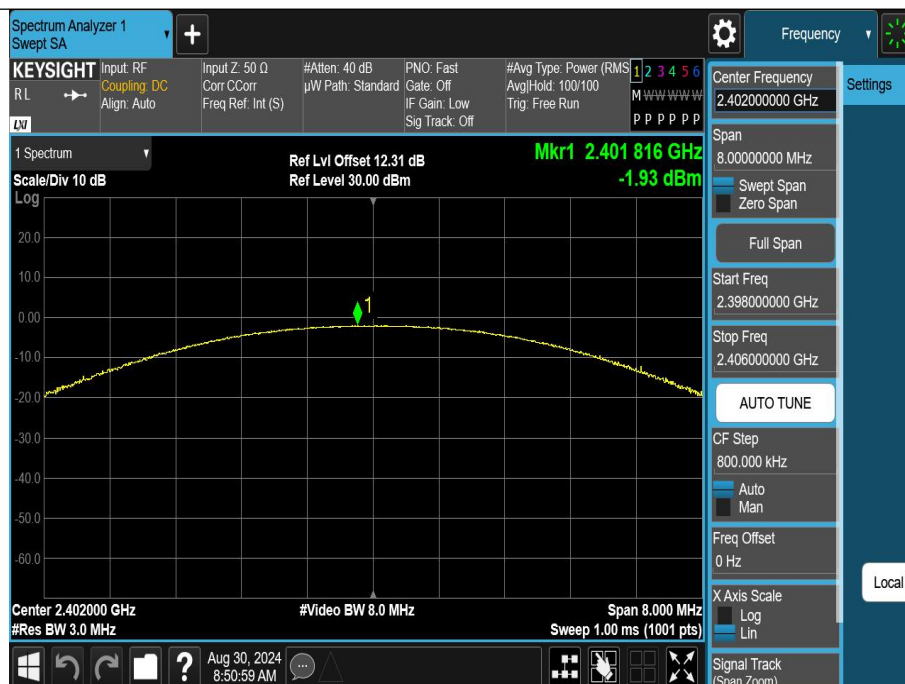 Spectrum Analyzer 1
Swept SA
Frequency
KEYSIGHT
RL
LXI
Input: RF
Coupling: DC
Align: Auto
Input Z: 50 Ω
Corr CCorr
Freq Ref: Int (S)
#Atten: 40 dB
µW Path: Standard
PNO: Fast
Gate: Off
IF Gain: Low
Sig Track: Off
#Avg Type: Power (RMS
Avg|Hold: 100/100
Trig: Free Run
1 2 3 4 5 6
M W W W W W
P P P P P P
1 Spectrum
Scale/Div 10 dB
Log
Ref Lvl Offset 12.31 dB
Ref Level 30.00 dBm
Mkr1 2.401 816 GHz
-1.93 dBm
20.0
10.0
0.00
-10.0
-20.0
-30.0
-40.0
-50.0
-60.0
1
Center 2.402000 GHz
#Res BW 3.0 MHz
#Video BW 8.0 MHz
Span 8.000 MHz
Sweep 1.00 ms (1001 pts)
Aug 30, 2024
8:50:59 AM
?
Center Frequency
2.402000000 GHz
Span
8.00000000 MHz
Swept Span
Zero Span
Full Span
Start Freq
2.398000000 GHz
Stop Freq
2.406000000 GHz
AUTO TUNE
CF Step
800.000 kHz
Auto
Man
Freq Offset
0 Hz
X Axis Scale
Log
Lin
Signal Track
(Span Zoom)
Settings
Local